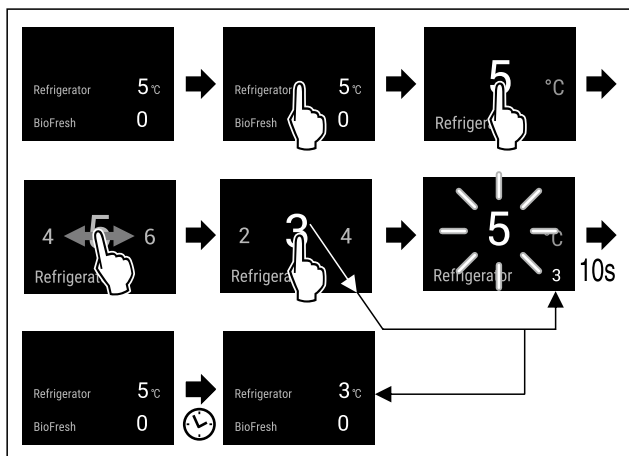 Refrigerator 5 °C
BioFresh 0
Refrigerator 5 °C
BioFresh 0
5 °C
Refriger
4 5 6
Refrigerat
2 3 4
Refrigera
5 °C
Refrigerator 3
10s
Refrigerator 5 °C
BioFresh 0
Refrigerator 3 °C
BioFresh 0